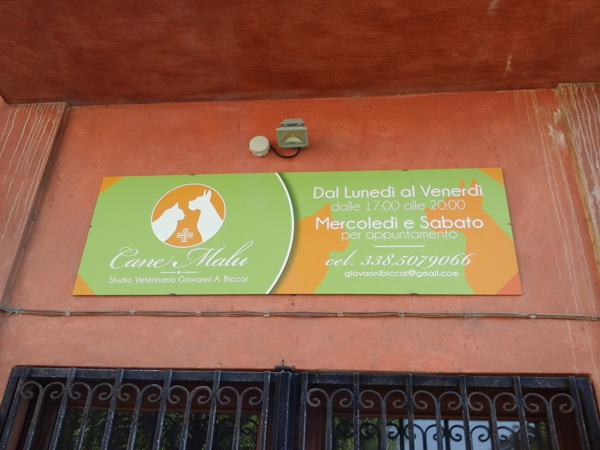 Cane Malu
Studio Veterinario Giovanni A. Biccai
Dal Lunedì al Venerdì
dalle 17:00 alle 20:00
Mercoledì e Sabato
per appuntamento
cel. 338.5079066
giovannibiccai@gmail.com